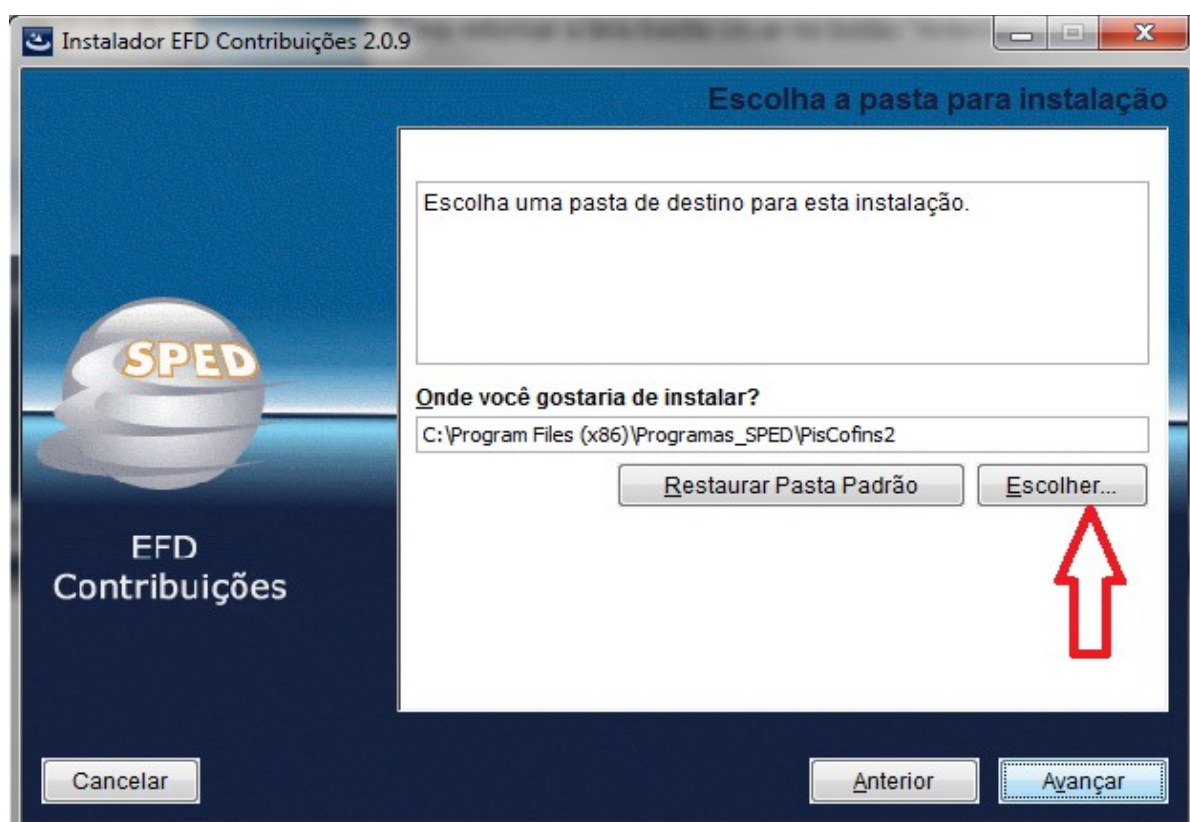 Instalador EFD Contribuições 2.0.9
Escolha a pasta para instalação
Escolha uma pasta de destino para esta instalação.
SPED
Onde você gostaria de instalar?
C:\Program Files (x86)\Programas_SPED\PisCofins2
Restaurar Pasta Padrão
Escolher...
EFD
Contribuições
Cancelar
Anterior
Avançar